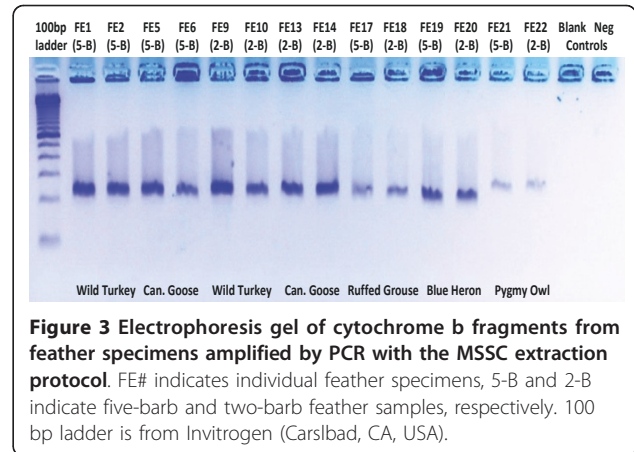 100bp FE1 FE2 FE5 FE6 FE9 FE10 FE13 FE14 FE17 FE18 FE19 FE20 FE21 FE22 Blank Neg
ladder (5-B) (5-B) (5-B) (5-B) (2-B) (2-B) (2-B) (2-B) (5-B) (2-B) (5-B) (2-B) (5-B) (2-B) Controls
Wild Turkey Can. Goose Wild Turkey Can. Goose Ruffed Grouse Blue Heron Pygmy Owl
Figure 3 Electrophoresis gel of cytochrome b fragments from
feather specimens amplified by PCR with the MSSC extraction
protocol. FE# indicates individual feather specimens, 5-B and 2-B
indicate five-barb and two-barb feather samples, respectively. 100
bp ladder is from Invitrogen (Carslbad, CA, USA).